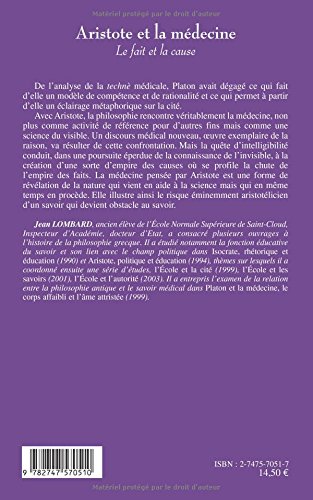 Matériel protégé par le droit d'auteur
Aristote et la médecine
Le fait et la cause
De l'analyse de la technè médicale, Platon avait dégagé ce qui fait
d'elle un modèle de compétence et de rationalité et ce qui permet à partir
d'elle un éclairage métaphorique sur la cité.
Avec Aristote, la philosophie rencontre véritablement la médecine, non
plus comme activité de référence pour d'autres fins mais comme une
science du visible. Un discours médical nouveau, œuvre exemplaire de la
raison, va résulter de cette confrontation. Mais la quête d'intelligibilité
conduit, dans une poursuite éperdue de la connaissance de l'invisible, à la
création d'une sorte d'empire des causes où se profile la chute de
l'empire des faits. La médecine pensée par Aristote est une forme de
révélation de la nature qui vient en aide à la science mais qui en même
temps en procède. Elle illustre ainsi le risque éminemment aristotélicien
d'un savoir qui devient obstacle au savoir.
Jean LOMBARD, ancien élève de l'École Normale Supérieure de Saint-Cloud,
Inspecteur d'Académie, docteur d'Etat, a consacré plusieurs ouvrages à
l'histoire de la philosophie grecque. Il a étudié notamment la fonction éducative
du savoir et son lien avec le champ politique dans Isocrate, rhétorique et
éducation (1990) et Aristote, politique et éducation (1994), thèmes sur lesquels il a
coordonné ensuite une série d'études, l'École et la cité (1999), l'École et les
savoirs (2001), l'École et l'autorité (2003). Il a entrepris l'examen de la relation
entre la philosophie antique et le savoir médical dans Platon et la médecine, le
corps affaibli et l'âme attristée (1999).
9 782747 570510
ISBN : 2-7475-7051-7
14,50 €
Matériel protégé par le droit d'auteur